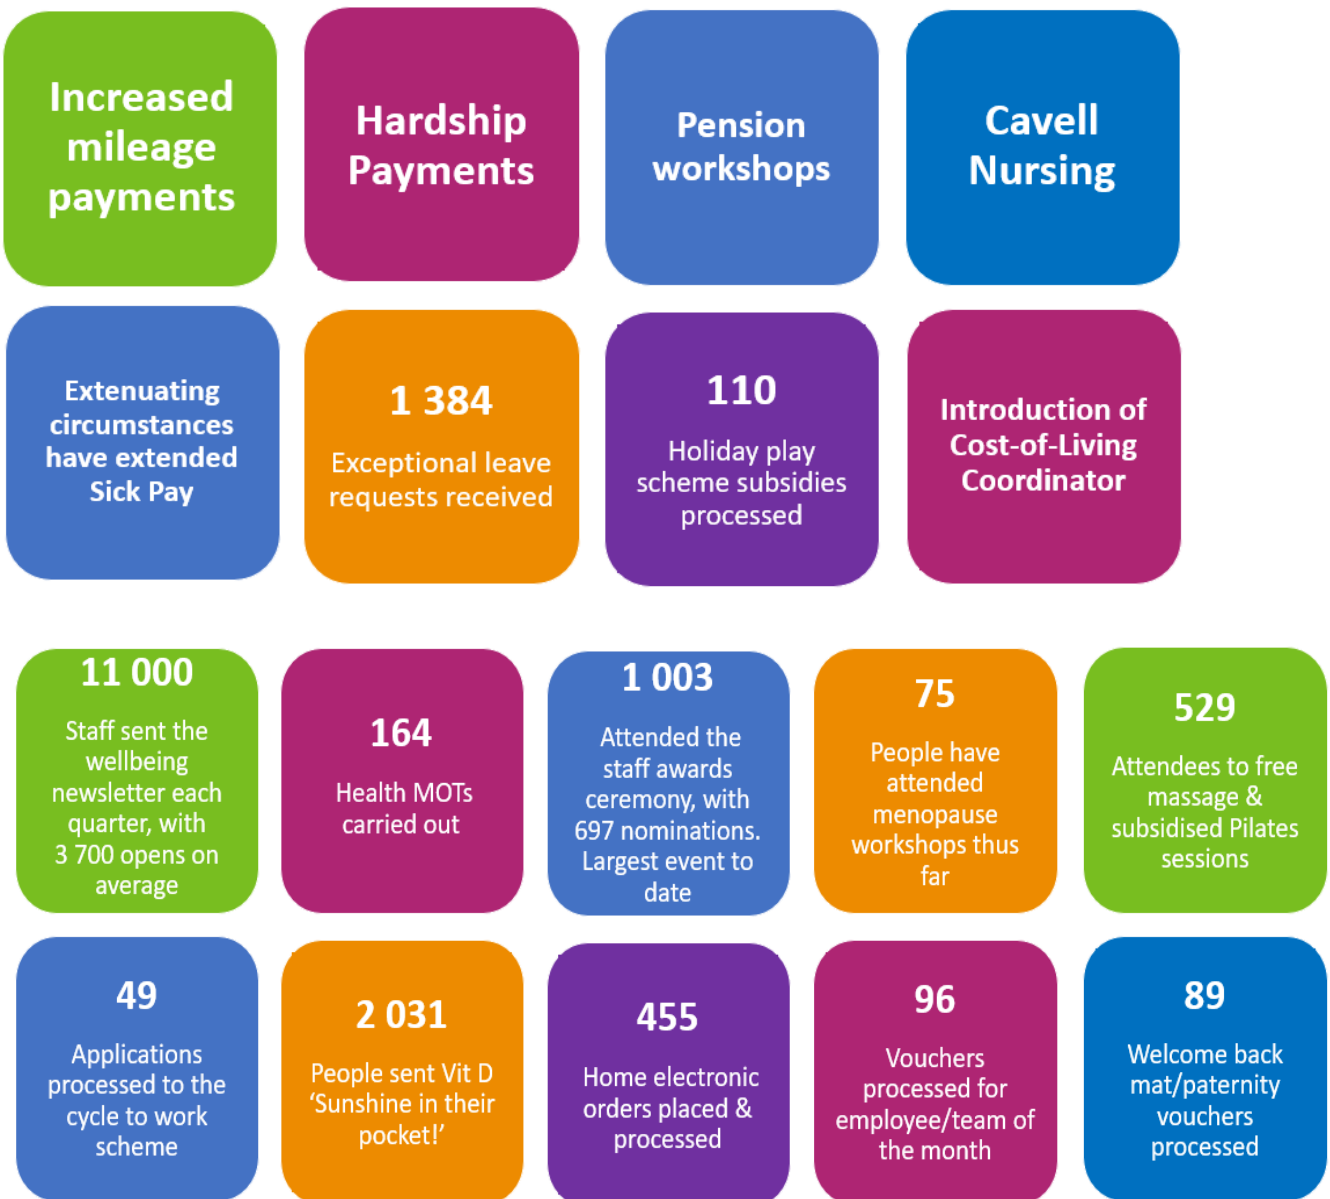 Increased
mileage
payments
Hardship
Payments
Pension
workshops
Cavell
Nursing
Extenuating
circumstances
have extended
Sick Pay
1 384
Exceptional leave
requests received
110
Holiday play
scheme subsidies
processed
Introduction of
Cost-of-Living
Coordinator
11 000
Staff sent the
wellbeing
newsletter each
quarter, with
3 700 opens on
average
164
Health MOTs
carried out
1 003
Attended the
staff awards
ceremony, with
697 nominations.
Largest event to
date
75
People have
attended
menopause
workshops thus
far
529
Attendees to free
massage &
subsidised Pilates
sessions
49
Applications
processed to the
cycle to work
scheme
2 031
People sent Vit D
‘Sunshine in their
pocket!’
455
Home electronic
orders placed &
processed
96
Vouchers
processed for
employee/team of
the month
89
Welcome back
mat/paternity
vouchers
processed